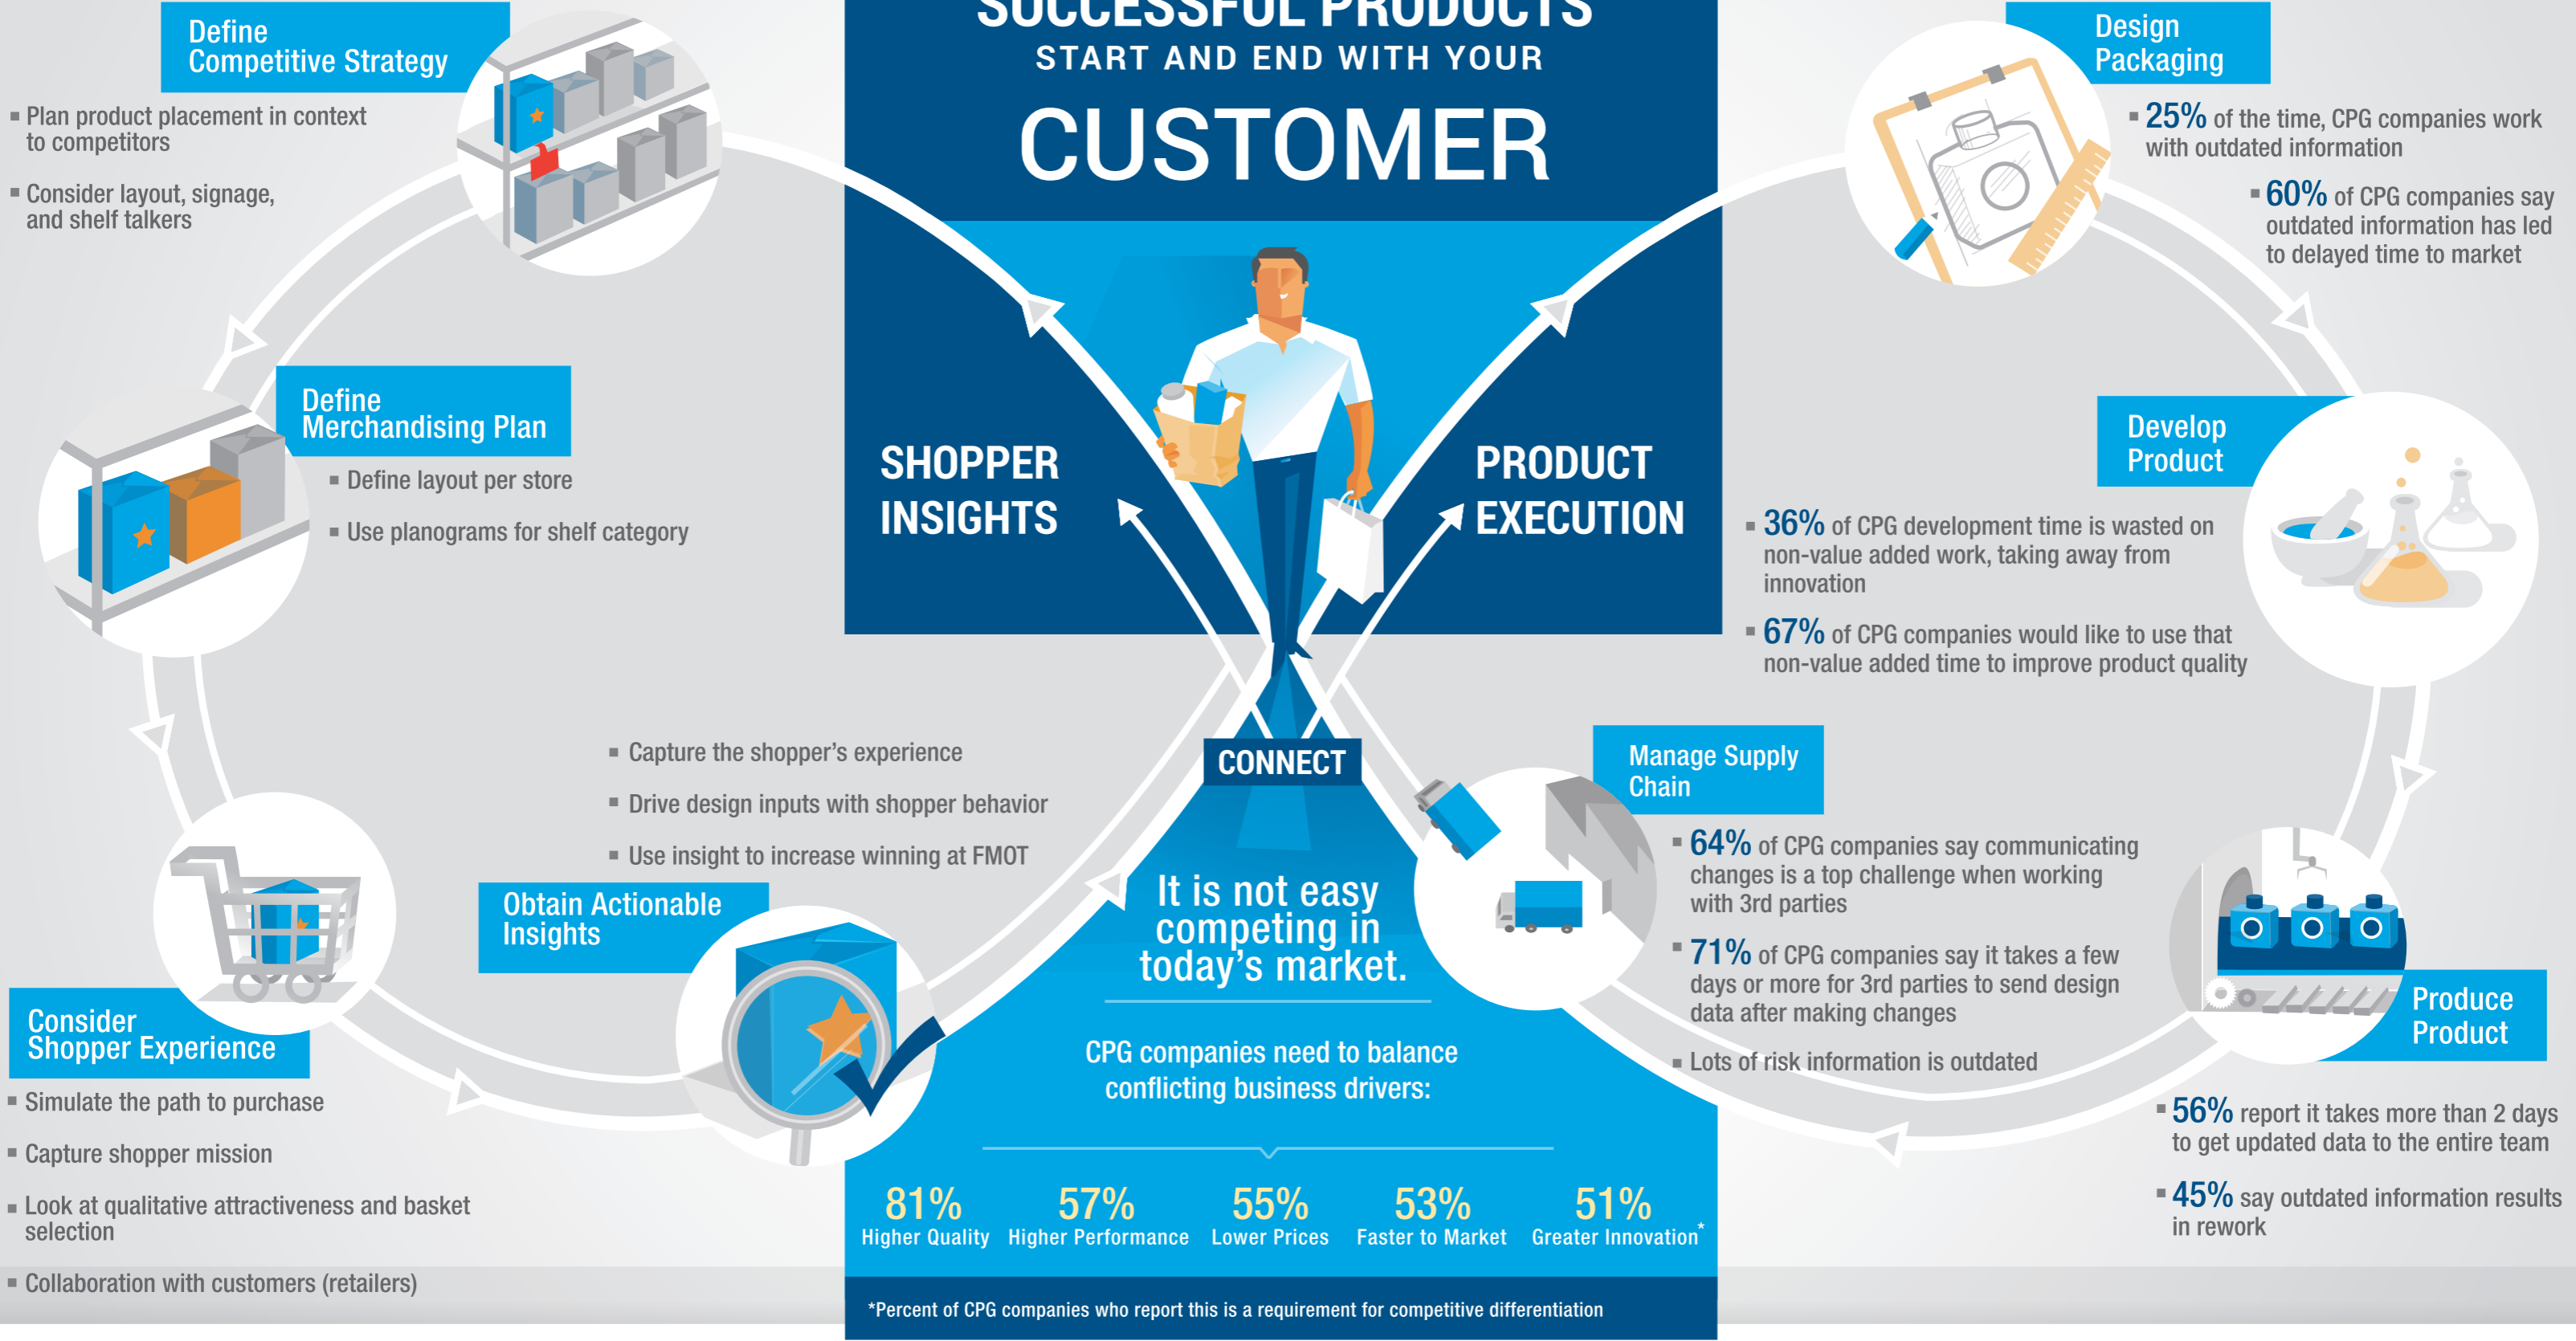 SUCCESSFUL PRODUCTS
START AND END WITH YOUR
CUSTOMER
SHOPPER
INSIGHTS
PRODUCT
EXECUTION
CONNECT
Define
Competitive Strategy
▪ Plan product placement in context
to competitors
▪ Consider layout, signage,
and shelf talkers
Define
Merchandising Plan
▪ Define layout per store
▪ Use planograms for shelf category
Consider
Shopper Experience
▪ Simulate the path to purchase
▪ Capture shopper mission
▪ Look at qualitative attractiveness and basket
selection
▪ Collaboration with customers (retailers)
▪ Capture the shopper's experience
▪ Drive design inputs with shopper behavior
▪ Use insight to increase winning at FMOT
Obtain Actionable
Insights
Design
Packaging
▪ 25% of the time, CPG companies work
with outdated information
▪ 60% of CPG companies say
outdated information has led
to delayed time to market
Develop
Product
▪ 36% of CPG development time is wasted on
non-value added work, taking away from
innovation
▪ 67% of CPG companies would like to use that
non-value added time to improve product quality
Produce
Product
▪ 56% report it takes more than 2 days
to get updated data to the entire team
▪ 45% say outdated information results
in rework
Manage Supply
Chain
▪ 64% of CPG companies say communicating
changes is a top challenge when working
with 3rd parties
▪ 71% of CPG companies say it takes a few
days or more for 3rd parties to send design
data after making changes
▪ Lots of risk information is outdated
It is not easy
competing in
today's market.
CPG companies need to balance
conflicting business drivers:
81% 57% 55% 53% 51%
Higher Quality Higher Performance Lower Prices Faster to Market Greater Innovation*
*Percent of CPG companies who report this is a requirement for competitive differentiation